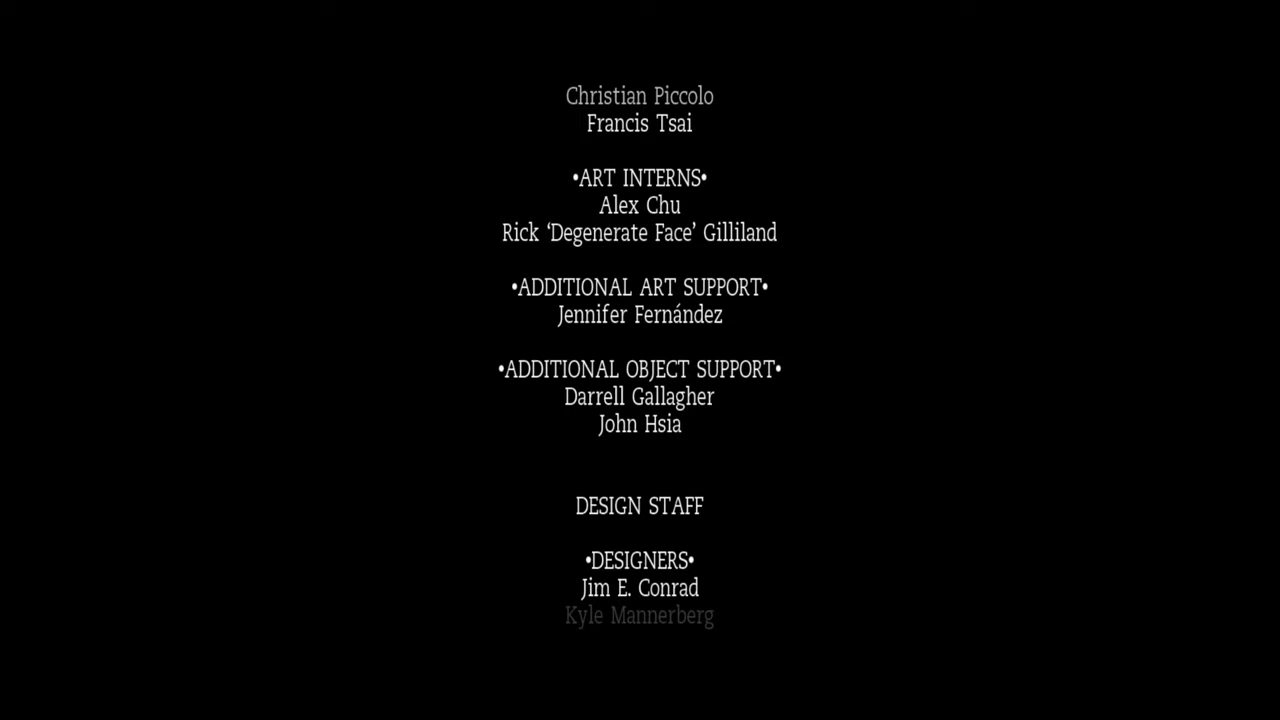 Christian Piccolo
Francis Tsai
•ART INTERNS•
Alex Chu
Rick ‘Degenerate Face’ Gilliland
•ADDITIONAL ART SUPPORT•
Jennifer Fernández
•ADDITIONAL OBJECT SUPPORT•
Darrell Gallagher
John Hsia
DESIGN STAFF
•DESIGNERS•
Jim E. Conrad
Kyle Mannerberg